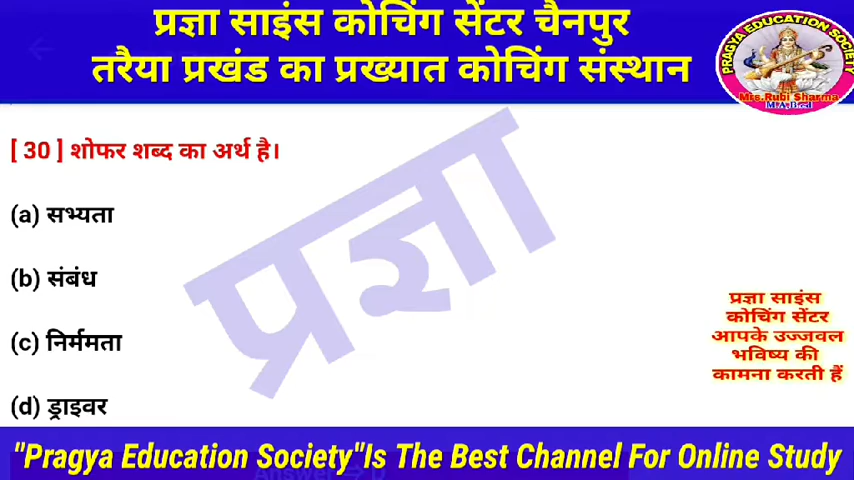 प्रज्ञा साइंस कोचिंग सेंटर चैनपुर
तरैया प्रखंड का प्रख्यात कोचिंग संस्थान
PRAGYA EDUCATION SOCIETY
Mrs.Rubi Sharma
M.A,B.ed
[ 30 ] शोफर शब्द का अर्थ है।
(a) सभ्यता
(b) संबंध
(c) निर्ममता
(d) ड्राइवर
प्रज्ञा
प्रज्ञा साइंस
कोचिंग सेंटर
आपके उज्जवल
भविष्य की
कामना करती हैं
"Pragya Education Society"Is The Best Channel For Online Study
Answer → D